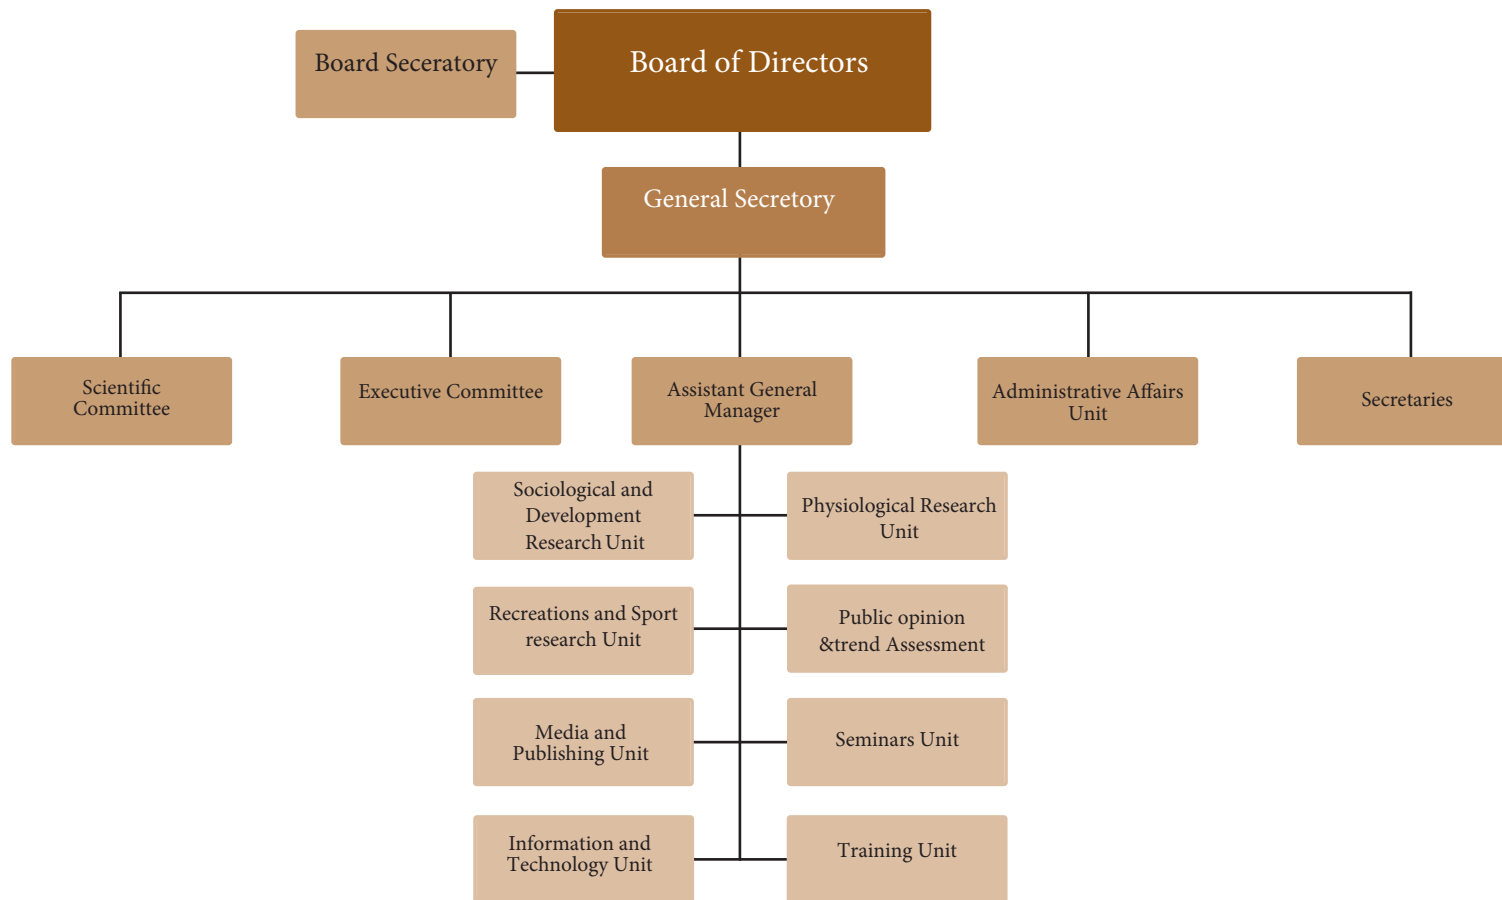 Board Seceratory
Board of Directors
General Secretory
Scientific
Committee
Executive Committee
Assistant General
Manager
Administrative Affairs
Unit
Secretaries
Sociological and
Development
Research Unit
Physiological Research
Unit
Recreations and Sport
research Unit
Public opinion
&trend Assessment
Media and
Publishing Unit
Seminars Unit
Information and
Technology Unit
Training Unit